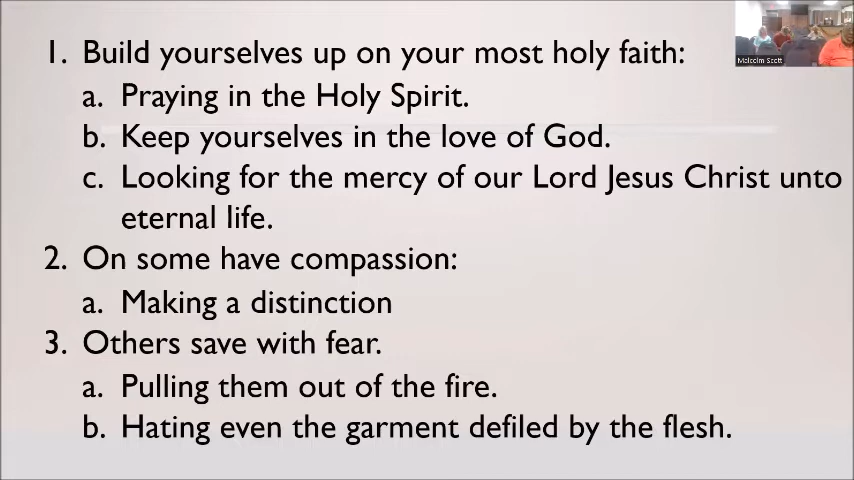 1. Build yourselves up on your most holy faith:
a. Praying in the Holy Spirit.
b. Keep yourselves in the love of God.
c. Looking for the mercy of our Lord Jesus Christ unto
eternal life.
2. On some have compassion:
a. Making a distinction
3. Others save with fear.
a. Pulling them out of the fire.
b. Hating even the garment defiled by the flesh.
Malcolm Scott